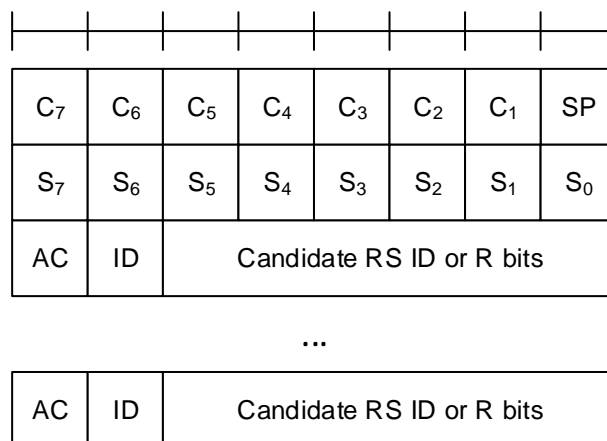 C₇ C₆ C₅ C₄ C₃ C₂ C₁ SP
S₇ S₆ S₅ S₄ S₃ S₂ S₁ S₀
AC ID Candidate RS ID or R bits
...
AC ID Candidate RS ID or R bits